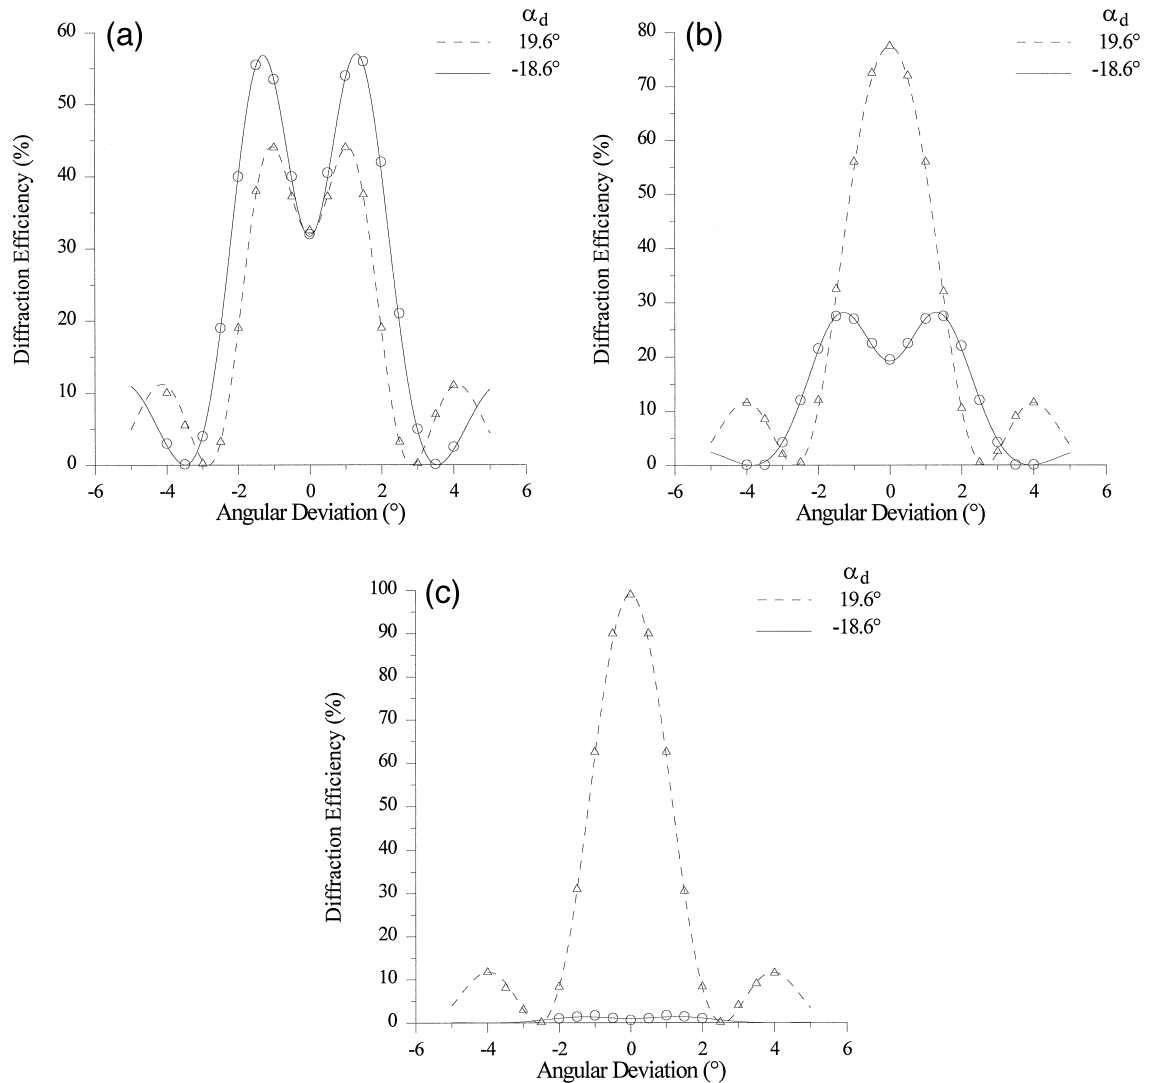 (a)
αd
19.6°
-18.6°
60
50
40
30
20
10
0
-6 -4 -2 0 2 4 6
Diffraction Efficiency (%)
Angular Deviation (°)
(b)
αd
19.6°
-18.6°
80
70
60
50
40
30
20
10
0
-6 -4 -2 0 2 4 6
Diffraction Efficiency (%)
Angular Deviation (°)
(c)
αd
19.6°
-18.6°
100
90
80
70
60
50
40
30
20
10
0
-6 -4 -2 0 2 4 6
Diffraction Efficiency (%)
Angular Deviation (°)